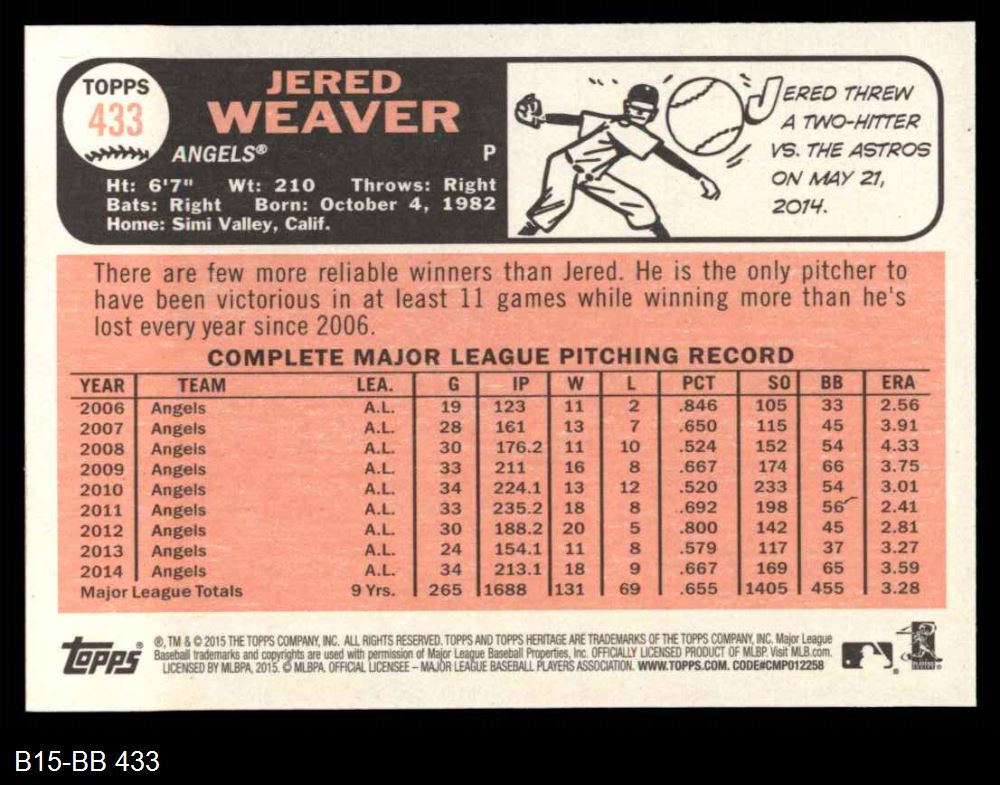 TOPPS
433
JERED
WEAVER
ANGELS® P
Ht: 6'7" Wt: 210 Throws: Right
Bats: Right Born: October 4, 1982
Home: Simi Valley, Calif.
JERED THREW
A TWO-HITTER
VS. THE ASTROS
ON MAY 21,
2014.
There are few more reliable winners than Jered. He is the only pitcher to
have been victorious in at least 11 games while winning more than he's
lost every year since 2006.
COMPLETE MAJOR LEAGUE PITCHING RECORD
YEAR TEAM LEA. G IP W L PCT SO BB ERA
2006 Angels A.L. 19 123 11 2 .846 105 33 2.56
2007 Angels A.L. 28 161 13 7 .650 115 45 3.91
2008 Angels A.L. 30 176.2 11 10 .524 152 54 4.33
2009 Angels A.L. 33 211 16 8 .667 174 66 3.75
2010 Angels A.L. 34 224.1 13 12 .520 233 54 3.01
2011 Angels A.L. 33 235.2 18 8 .692 198 56 2.41
2012 Angels A.L. 30 188.2 20 5 .800 142 45 2.81
2013 Angels A.L. 24 154.1 11 8 .579 117 37 3.27
2014 Angels A.L. 34 213.1 18 9 .667 169 65 3.59
Major League Totals 9 Yrs. 265 1688 131 69 .655 1405 455 3.28
Topps®
®, TM & © 2015 THE TOPPS COMPANY, INC. ALL RIGHTS RESERVED. TOPPS AND TOPPS HERITAGE ARE TRADEMARKS OF THE TOPPS COMPANY, INC. Major League
Baseball trademarks and copyrights are used with permission of Major League Baseball Properties, Inc. OFFICIALLY LICENSED PRODUCT OF MLBP. Visit MLB.com.
LICENSED BY MLBPA, 2015. © MLBPA. OFFICIAL LICENSEE – MAJOR LEAGUE BASEBALL PLAYERS ASSOCIATION. WWW.TOPPS.COM. CODE#CMP012258
B15-BB 433